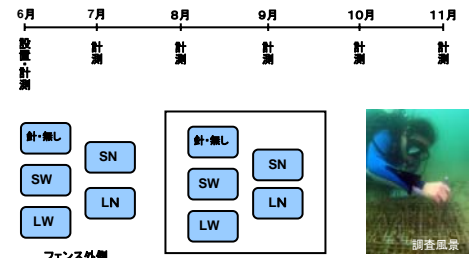 6月 7月 8月 9月 10月 11月
設置・計測 計測 計測 計測 計測 計測
針・無し
SN
SW
LN
LW
フェンス外側
針・無し
SN
SW
LN
LW
調査風景